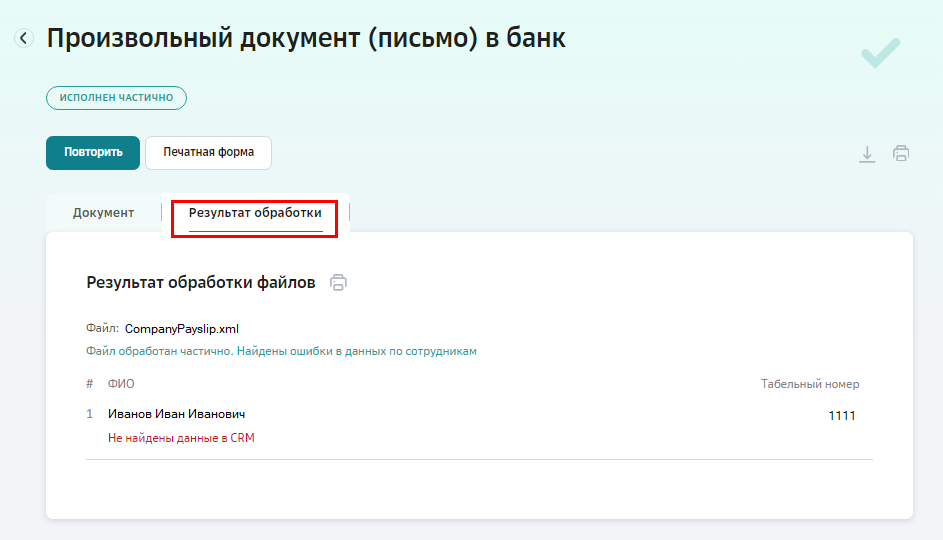 Произвольный документ (письмо) в банк
ИСПОЛНЕН ЧАСТИЧНО
Повторить Печатная форма
Документ Результат обработки
Результат обработки файлов
Файл: CompanyPayslip.xml
Файл обработан частично. Найдены ошибки в данных по сотрудникам
# ФИО Табельный номер
1 Иванов Иван Иванович 1111
Не найдены данные в CRM